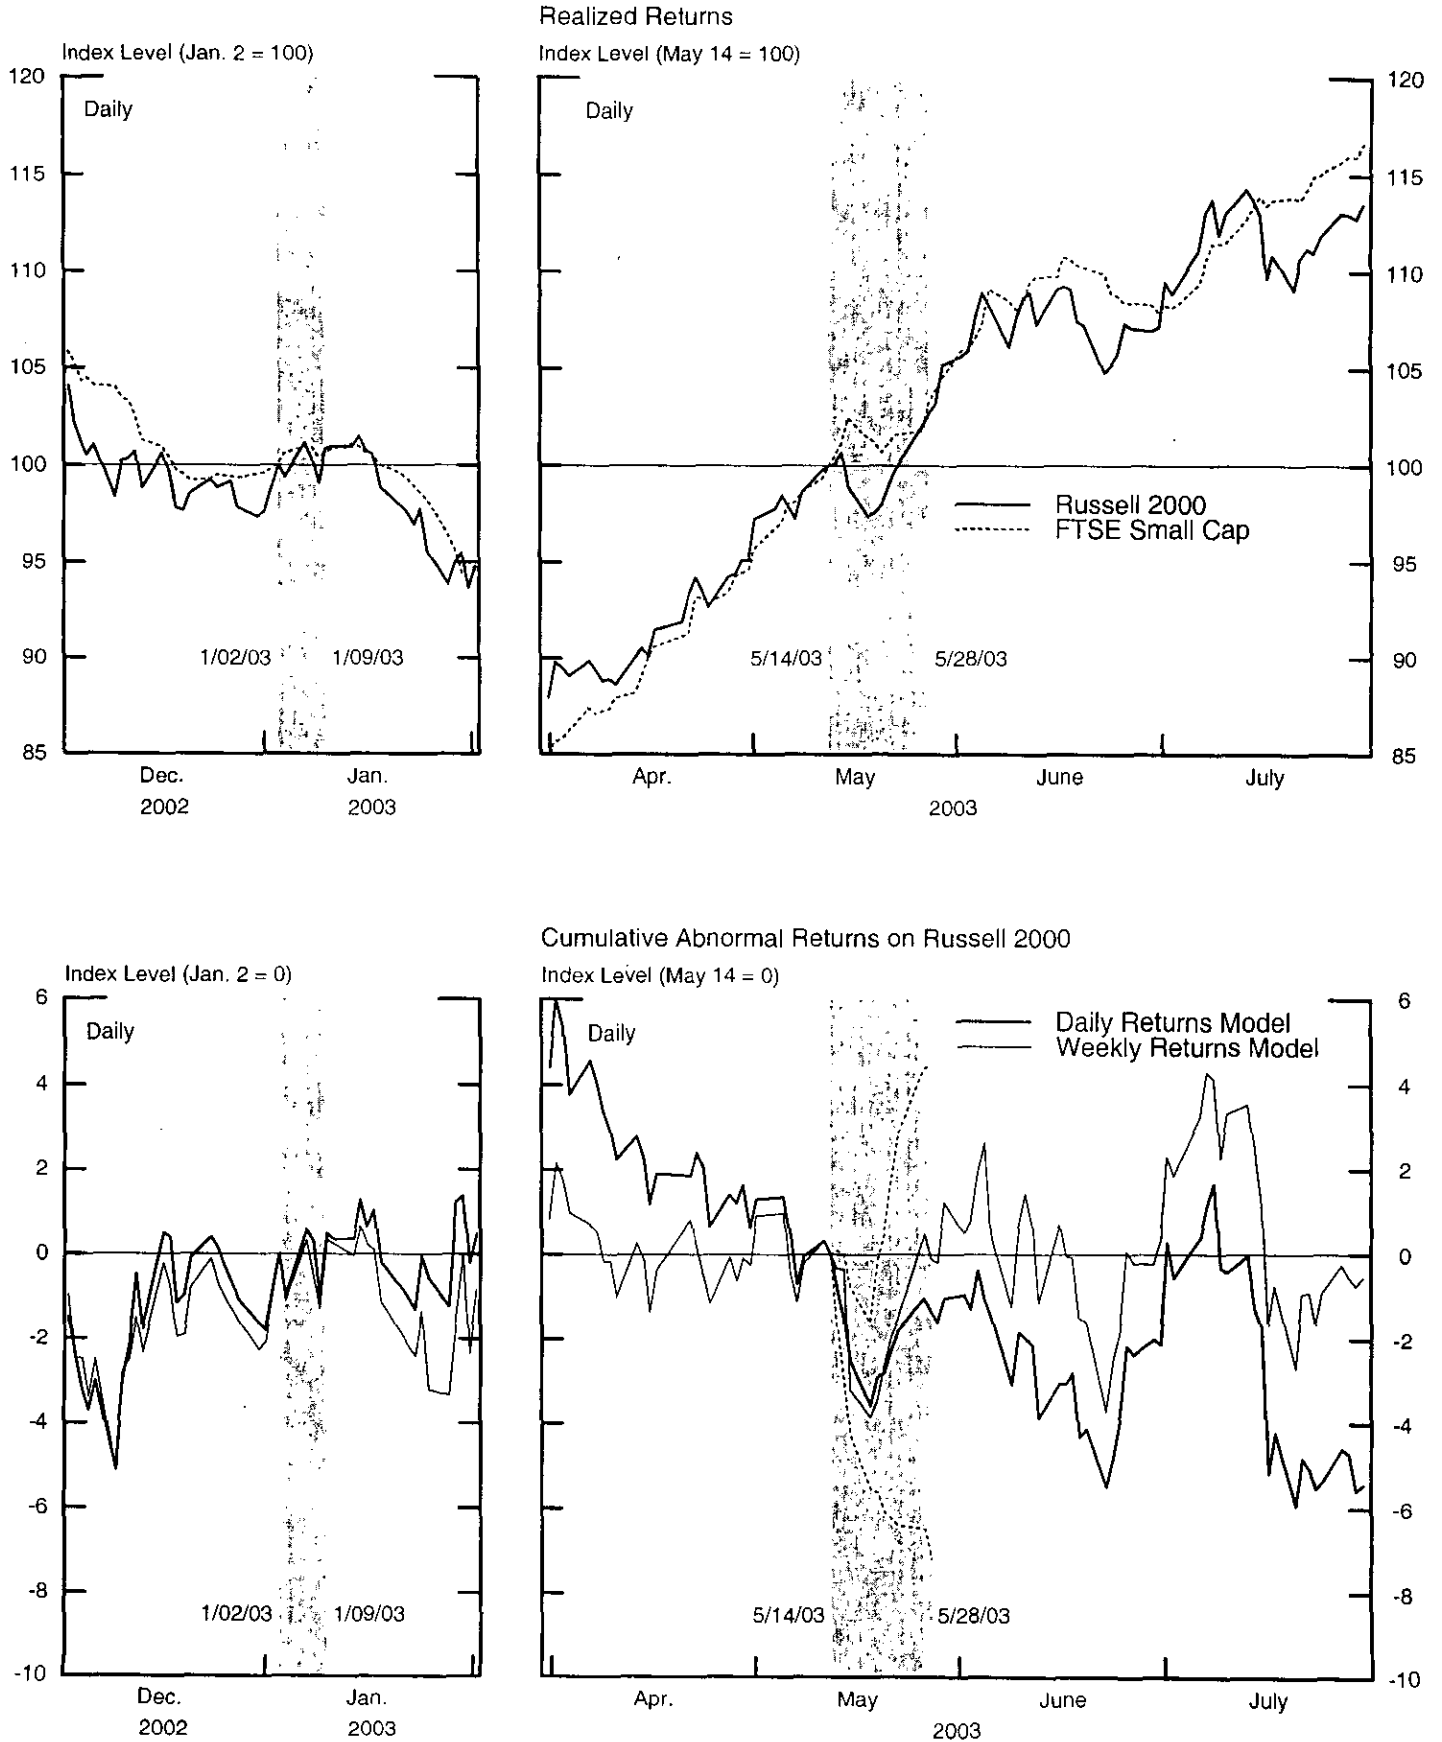 Realized Returns
Index Level (Jan. 2 = 100)
Index Level (May 14 = 100)
120
115
110
105
100
95
90
85
Daily
1/02/03
1/09/03
Dec.
Jan.
2002
2003
Daily
Russell 2000
FTSE Small Cap
5/14/03
5/28/03
Apr.
May
June
July
2003
120
115
110
105
100
95
90
85
Cumulative Abnormal Returns on Russell 2000
Index Level (Jan. 2 = 0)
Index Level (May 14 = 0)
6
4
2
0
-2
-4
-6
-8
-10
Daily
1/02/03
1/09/03
Dec.
Jan.
2002
2003
Daily
Daily Returns Model
Weekly Returns Model
5/14/03
5/28/03
Apr.
May
June
July
2003
6
4
2
0
-2
-4
-6
-8
-10